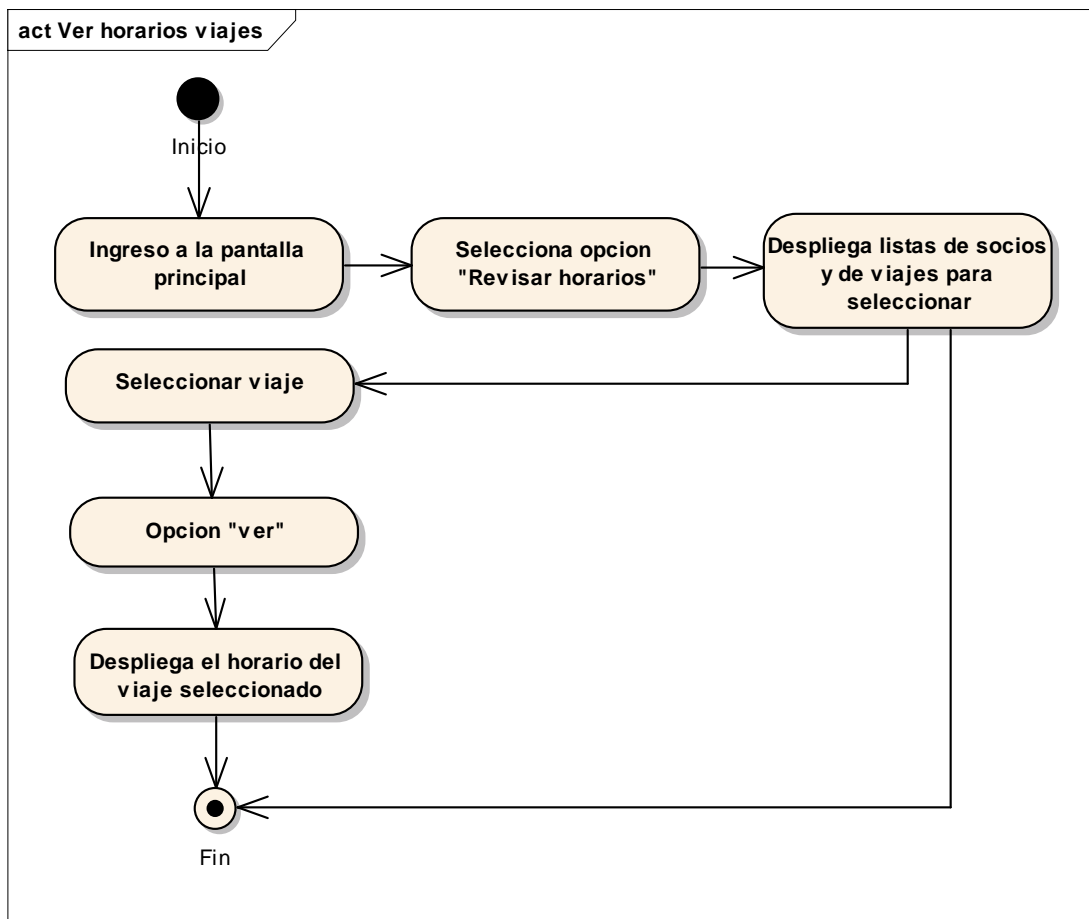 act Ver horarios viajes
Inicio
Ingreso a la pantalla
principal
Selecciona opcion
"Revisar horarios"
Despliega listas de socios
y de viajes para
seleccionar
Seleccionar viaje
Opcion "ver"
Despliega el horario del
viaje seleccionado
Fin